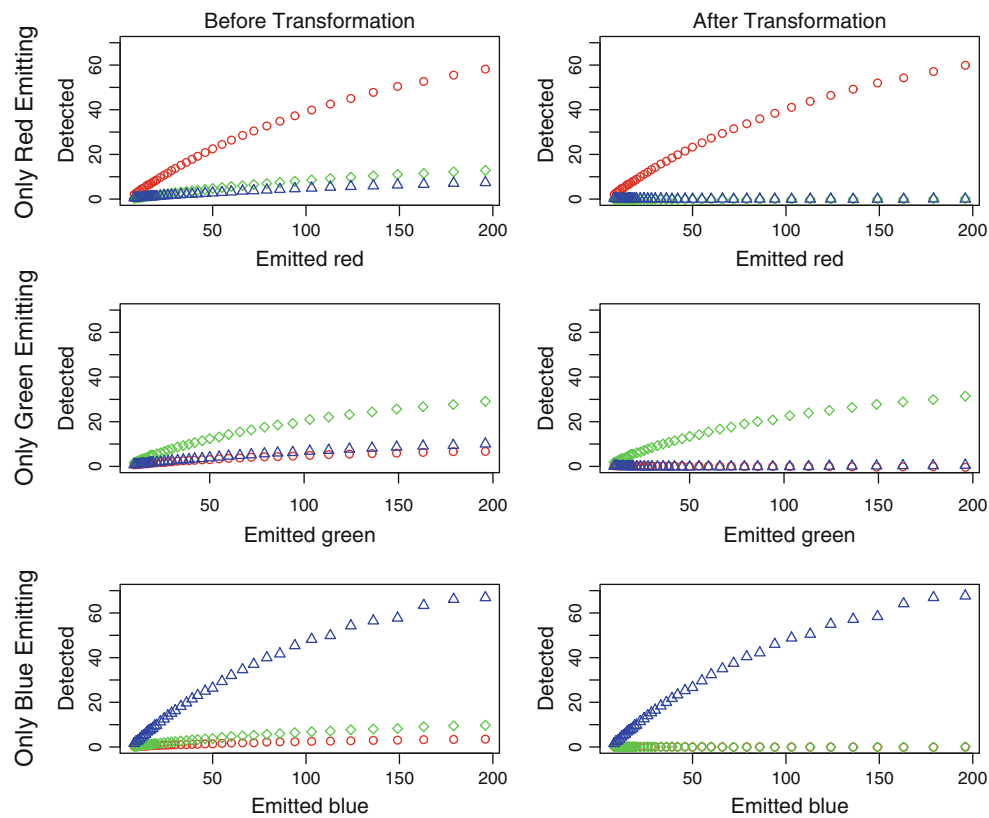 Before Transformation
After Transformation
Only Red Emitting
Detected
0 20 40 60
50 100 150 200
Emitted red
Detected
0 20 40 60
50 100 150 200
Emitted red
Only Green Emitting
Detected
0 20 40 60
50 100 150 200
Emitted green
Detected
0 20 40 60
50 100 150 200
Emitted green
Only Blue Emitting
Detected
0 20 40 60
50 100 150 200
Emitted blue
Detected
0 20 40 60
50 100 150 200
Emitted blue